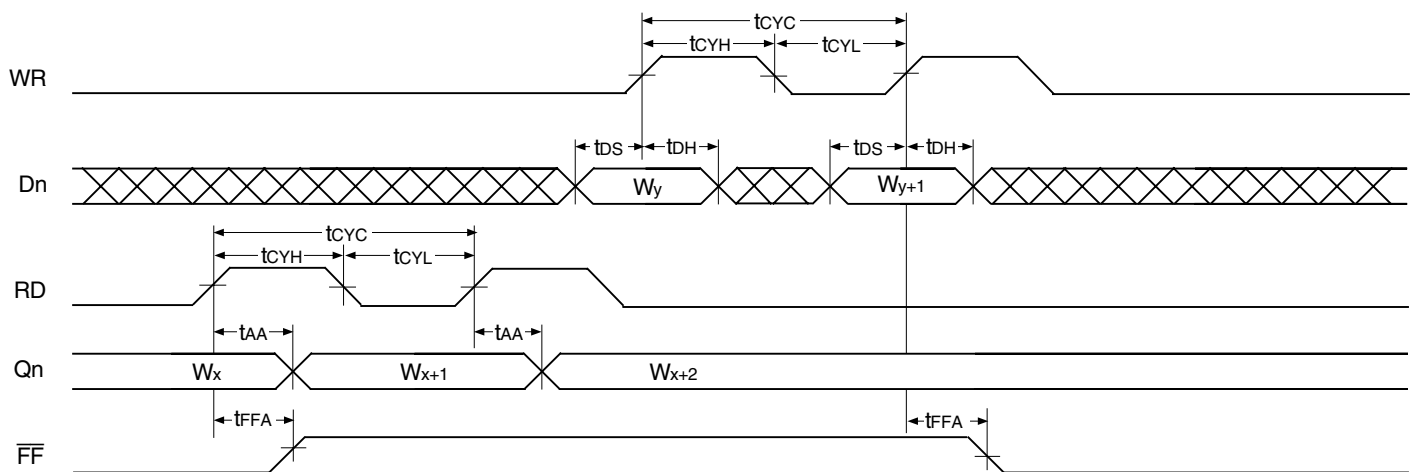 tCYC
tCYH tCYL
WR
tDS tDH tDS tDH
Dn Wy Wy+1
tCYC
tCYH tCYL
RD
tAA tAA
Qn Wx Wx+1 Wx+2
tFFA tFFA
F̅F̅